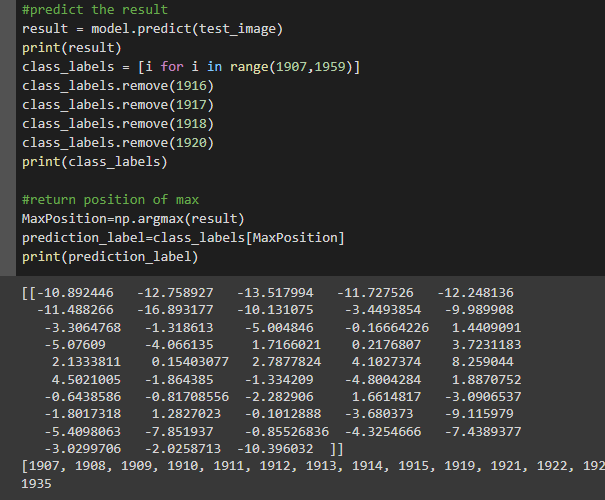 #predict the result
result = model.predict(test_image)
print(result)
class_labels = [i for i in range(1907,1959)]
class_labels.remove(1916)
class_labels.remove(1917)
class_labels.remove(1918)
class_labels.remove(1920)
print(class_labels)
#return position of max
MaxPosition=np.argmax(result)
prediction_label=class_labels[MaxPosition]
print(prediction_label)
[[-10.892446 -12.758927 -13.517994 -11.727526 -12.248136
-11.488266 -16.893177 -10.131075 -3.4493854 -9.989908
-3.3064768 -1.318613 -5.004846 -0.16664226 1.4409091
-5.07609 -4.066135 1.7166021 0.2176807 3.7231183
2.1333811 0.15403077 2.7877824 4.1027374 8.259044
4.5021005 -1.864385 -1.334209 -4.8004284 1.8870752
-0.6438586 -0.81708556 -2.282906 1.6614817 -3.0906537
-1.8017318 1.2827023 -0.1012888 -3.680373 -9.115979
-5.4098063 -7.851937 -0.85526836 -4.3254666 -7.4389377
-3.0299706 -2.0258713 -10.396032 ]]
[1907, 1908, 1909, 1910, 1911, 1912, 1913, 1914, 1915, 1919, 1921, 1922, 192
1935